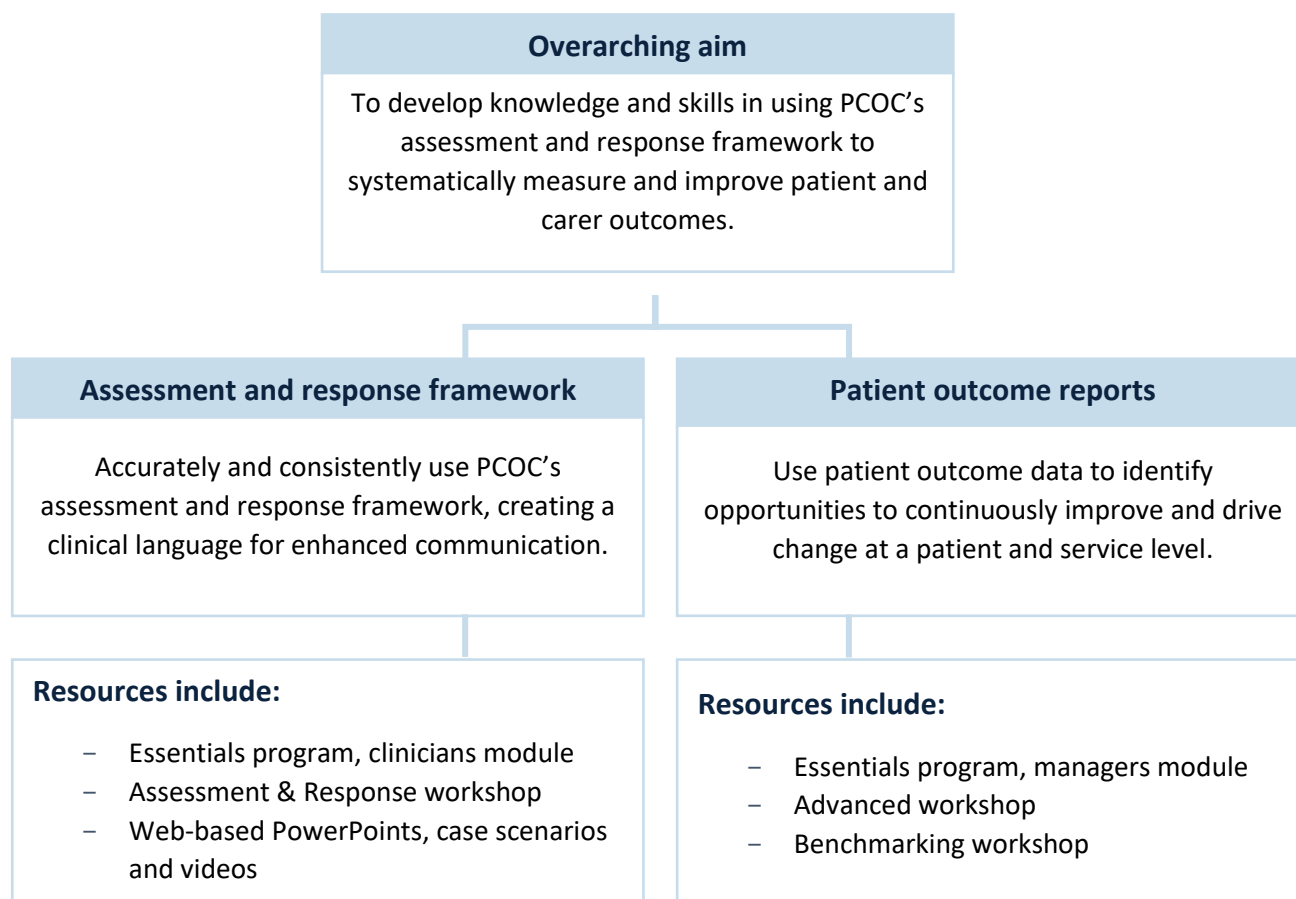 Overarching aim
To develop knowledge and skills in using PCOC’s
assessment and response framework to
systematically measure and improve patient and
carer outcomes.
Assessment and response framework
Accurately and consistently use PCOC’s
assessment and response framework, creating a
clinical language for enhanced communication.
Patient outcome reports
Use patient outcome data to identify
opportunities to continuously improve and drive
change at a patient and service level.
Resources include:
– Essentials program, clinicians module
– Assessment & Response workshop
– Web-based PowerPoints, case scenarios
and videos
Resources include:
– Essentials program, managers module
– Advanced workshop
– Benchmarking workshop